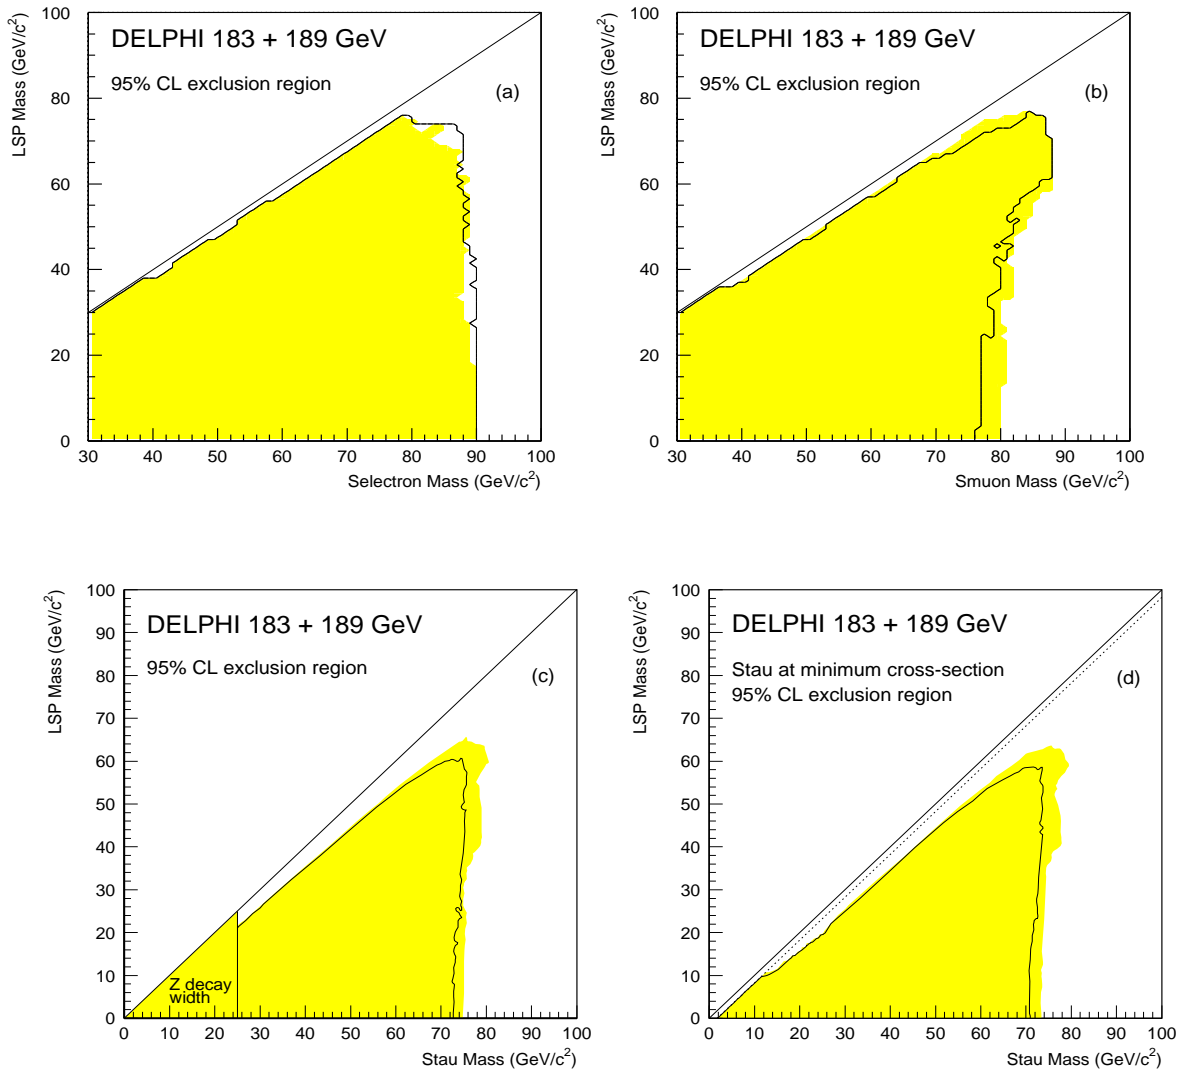 DELPHI 183 + 189 GeV
95% CL exclusion region
(a)
LSP Mass (GeV/c²)
100
80
60
40
20
0
30 40 50 60 70 80 90 100
Selectron Mass (GeV/c²)
DELPHI 183 + 189 GeV
95% CL exclusion region
(b)
LSP Mass (GeV/c²)
100
80
60
40
20
0
30 40 50 60 70 80 90 100
Smuon Mass (GeV/c²)
DELPHI 183 + 189 GeV
95% CL exclusion region
(c)
LSP Mass (GeV/c²)
100
90
80
70
60
50
40
30
20
10
0
Z decay
width
0 10 20 30 40 50 60 70 80 90 100
Stau Mass (GeV/c²)
DELPHI 183 + 189 GeV
Stau at minimum cross-section
95% CL exclusion region
(d)
LSP Mass (GeV/c²)
100
90
80
70
60
50
40
30
20
10
0
0 10 20 30 40 50 60 70 80 90 100
Stau Mass (GeV/c²)